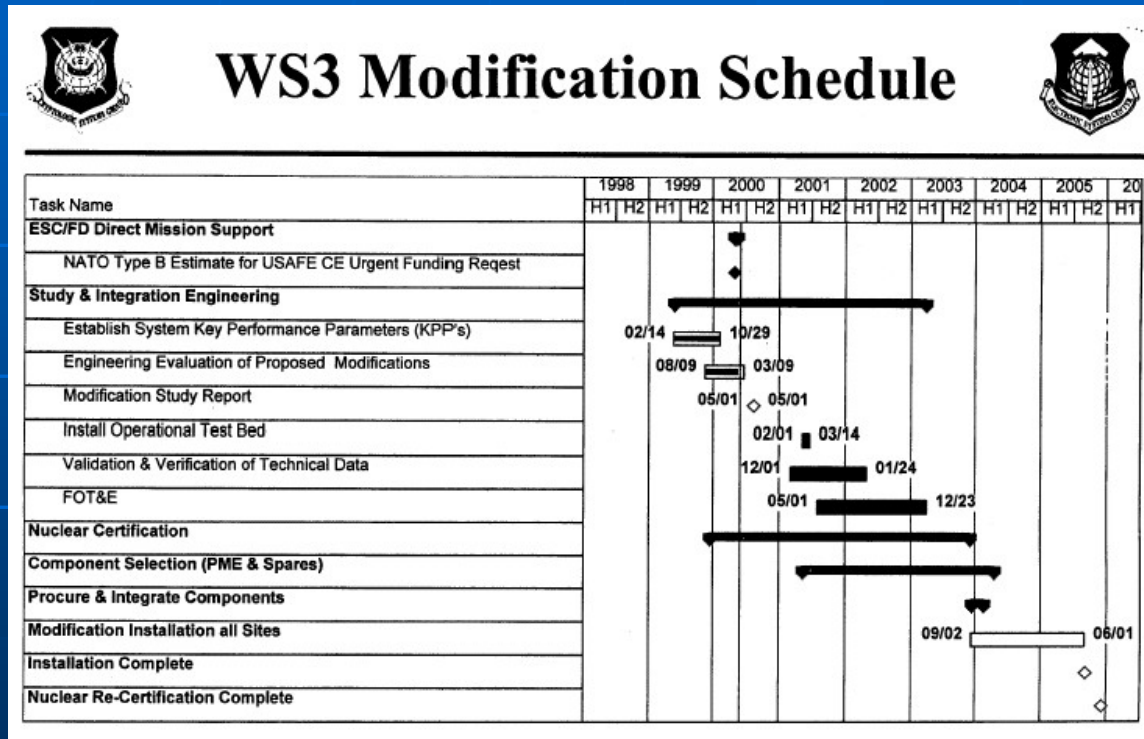 WS3 Modification Schedule
1998 1999 2000 2001 2002 2003 2004 2005 20
Task Name H1 H2 H1 H2 H1 H2 H1 H2 H1 H2 H1 H2 H1 H2 H1 H2 H1
ESC/FD Direct Mission Support
NATO Type B Estimate for USAFE CE Urgent Funding Reqest
Study & Integration Engineering
Establish System Key Performance Parameters (KPP's) 02/14 10/29
Engineering Evaluation of Proposed Modifications 08/09 03/09
Modification Study Report 05/01 05/01
Install Operational Test Bed 02/01 03/14
Validation & Verification of Technical Data 12/01 01/24
FOT&E 05/01 12/23
Nuclear Certification
Component Selection (PME & Spares)
Procure & Integrate Components
Modification Installation all Sites 09/02 06/01
Installation Complete
Nuclear Re-Certification Complete